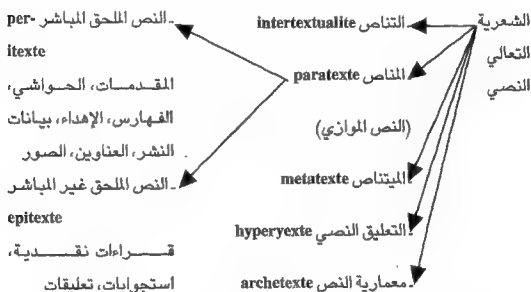 الشعرية
التعالي
النصي
التناص intertextualite
المناص paratexte
(النص الموازي)
الميتناص metatexte
التعليق النصي hyperyexte
معمارية النص archetexte
ـ النص الملحق المباشر per-
itexte
المقدمات، الحواشي،
الفهارس، الإهداء، بيانات
النشر، العناوين، الصور
ـ النص الملحق غير المباشر
epitexte
قراءات نقدية،
استجوابات، تعليقات